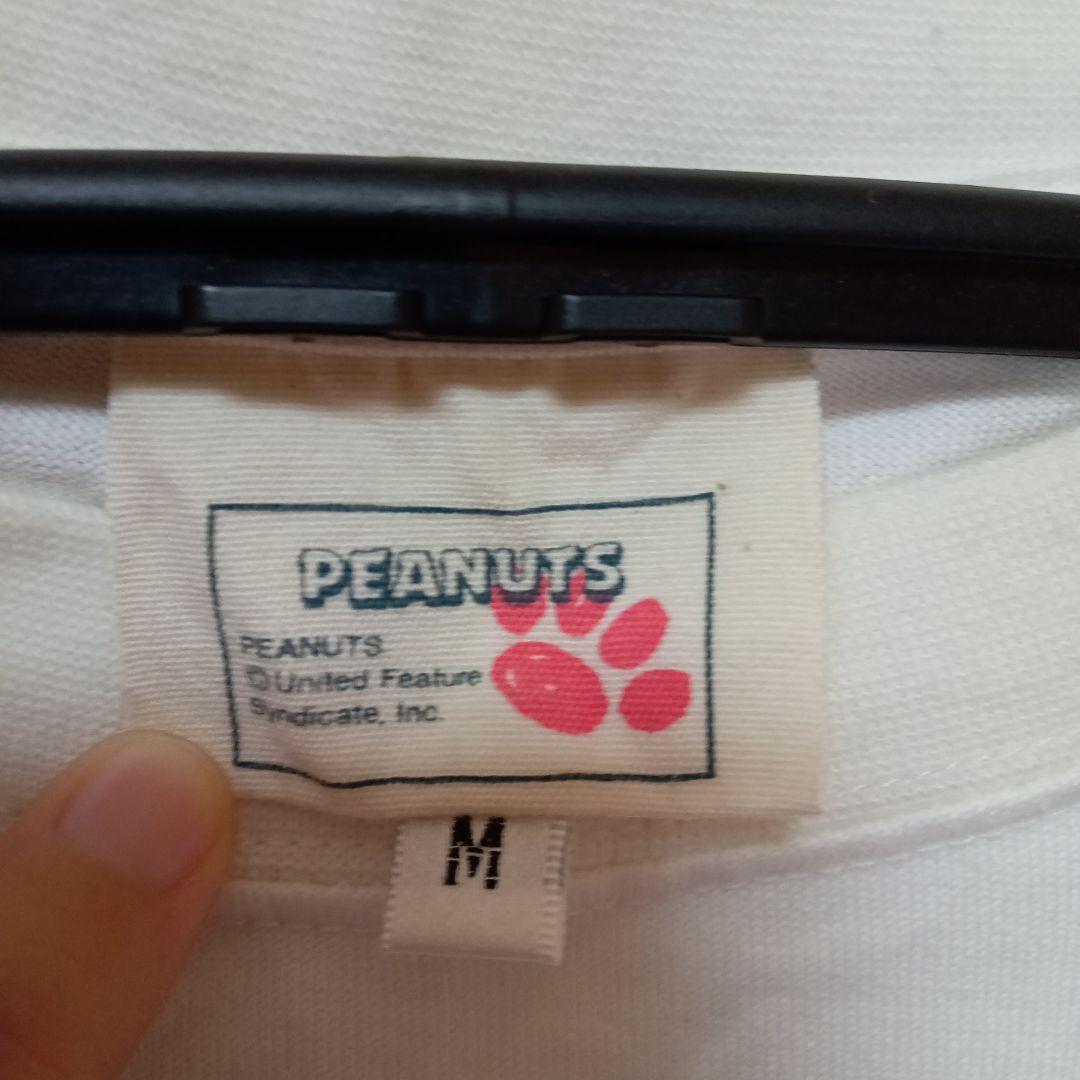 PEANUTS
PEANUTS
© United Feature
Syndicate, Inc.
M